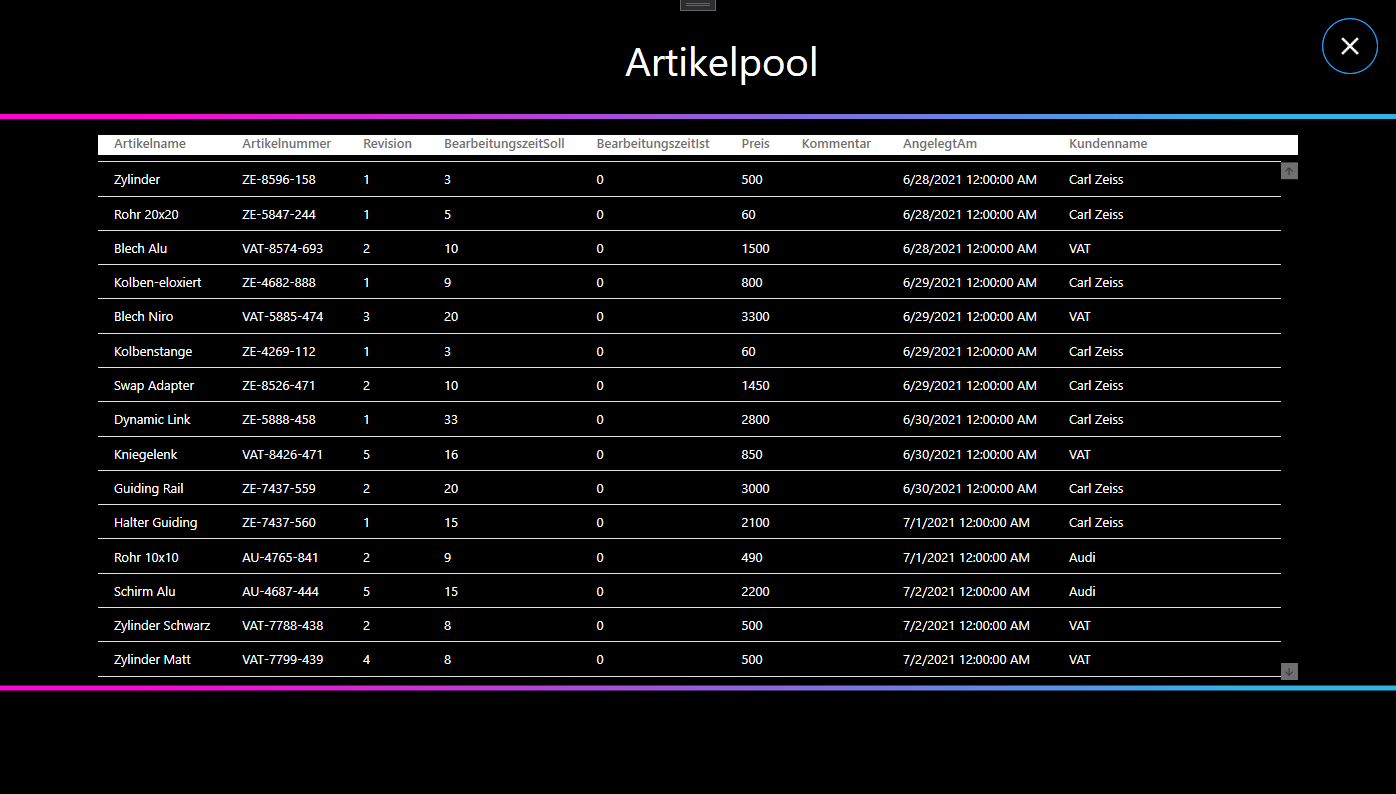 Artikelpool
Artikelname Artikelnummer Revision BearbeitungszeitSoll BearbeitungszeitIst Preis Kommentar AngelegtAm Kundenname
Zylinder ZE-8596-158 1 3 0 500 6/28/2021 12:00:00 AM Carl Zeiss
Rohr 20x20 ZE-5847-244 1 5 0 60 6/28/2021 12:00:00 AM Carl Zeiss
Blech Alu VAT-8574-693 2 10 0 1500 6/28/2021 12:00:00 AM VAT
Kolben-eloxiert ZE-4682-888 1 9 0 800 6/29/2021 12:00:00 AM Carl Zeiss
Blech Niro VAT-5885-474 3 20 0 3300 6/29/2021 12:00:00 AM VAT
Kolbenstange ZE-4269-112 1 3 0 60 6/29/2021 12:00:00 AM Carl Zeiss
Swap Adapter ZE-8526-471 2 10 0 1450 6/29/2021 12:00:00 AM Carl Zeiss
Dynamic Link ZE-5888-458 1 33 0 2800 6/30/2021 12:00:00 AM Carl Zeiss
Kniegelenk VAT-8426-471 5 16 0 850 6/30/2021 12:00:00 AM VAT
Guiding Rail ZE-7437-559 2 20 0 3000 6/30/2021 12:00:00 AM Carl Zeiss
Halter Guiding ZE-7437-560 1 15 0 2100 7/1/2021 12:00:00 AM Carl Zeiss
Rohr 10x10 AU-4765-841 2 9 0 490 7/1/2021 12:00:00 AM Audi
Schirm Alu AU-4687-444 5 15 0 2200 7/2/2021 12:00:00 AM Audi
Zylinder Schwarz VAT-7788-438 2 8 0 500 7/2/2021 12:00:00 AM VAT
Zylinder Matt VAT-7799-439 4 8 0 500 7/2/2021 12:00:00 AM VAT